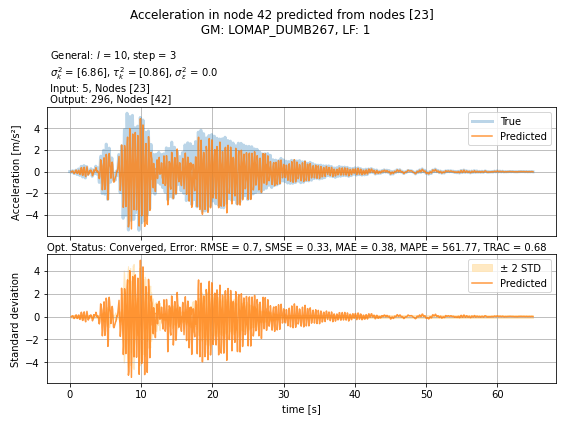 Acceleration in node 42 predicted from nodes [23]
GM: LOMAP_DUMB267, LF: 1
General: l = 10, step = 3
σ²ₖ = [6.86], τ²ₖ = [0.86], σ²ε = 0.0
Input: 5, Nodes [23]
Output: 296, Nodes [42]
True
Predicted
Acceleration [m/s²]
4
2
0
−2
−4
Opt. Status: Converged, Error: RMSE = 0.7, SMSE = 0.33, MAE = 0.38, MAPE = 561.77, TRAC = 0.68
± 2 STD
Predicted
Standard deviation
4
2
0
−2
−4
0 10 20 30 40 50 60
time [s]